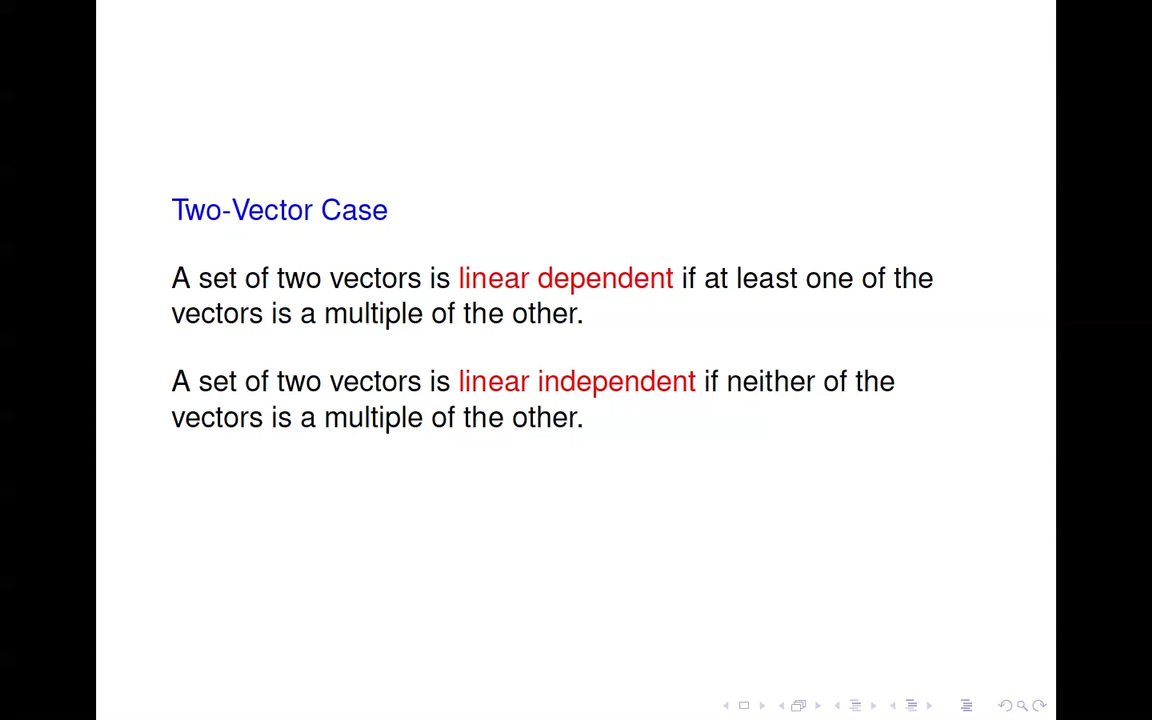 Two-Vector Case
A set of two vectors is linear dependent if at least one of the
vectors is a multiple of the other.
A set of two vectors is linear independent if neither of the
vectors is a multiple of the other.